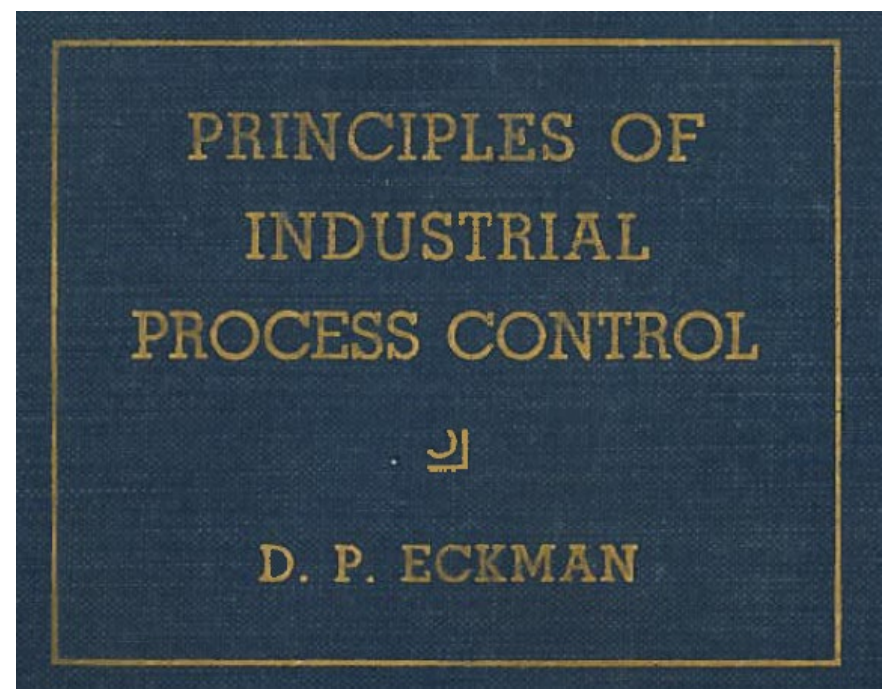 PRINCIPLES OF
INDUSTRIAL
PROCESS CONTROL
D. P. ECKMAN